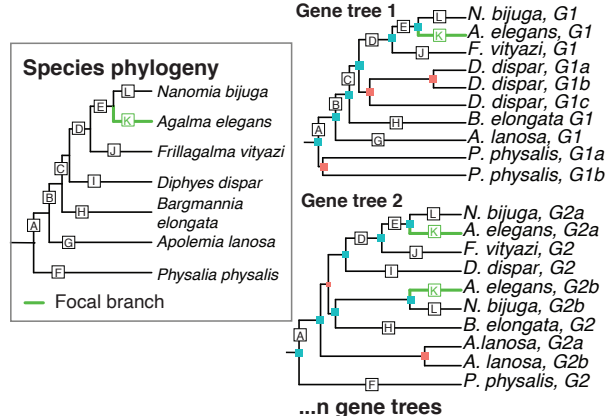 Species phylogeny
L
Nanomia bijuga
E
K
Agalma elegans
D
J
Frillagalma vityazi
C
I
Diphyes dispar
B
H
Bargmannia
elongata
A
G
Apolemia lanosa
F
Physalia physalis
Focal branch
Gene tree 1
L
N. bijuga, G1
E
K
A. elegans, G1
D
J
F. vityazi, G1
C
D. dispar, G1a
D. dispar, G1b
B
D. dispar, G1c
H
B. elongata G1
A
G
A. lanosa, G1
P. physalis, G1a
P. physalis, G1b
Gene tree 2
L
N. bijuga, G2a
E
K
A. elegans, G2a
D
J
F. vityazi, G2
I
D. dispar, G2
K
A. elegans, G2b
L
N. bijuga, G2b
H
B. elongata, G2
A
A.lanosa, G2a
A. lanosa, G2b
F
P. physalis, G2
...n gene trees